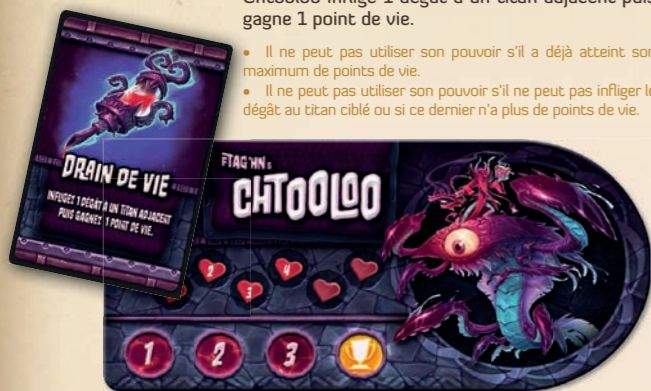 Chtooloo inflige 1 dégât à un titan adjacent puis
gagne 1 point de vie.
• Il ne peut pas utiliser son pouvoir s'il a déjà atteint son
maximum de points de vie.
• Il ne peut pas utiliser son pouvoir s'il ne peut pas infliger le
dégât au titan ciblé ou si ce dernier n'a plus de points de vie.
DRAIN DE VIE
INFLIGEZ 1 DÉGÂT À UN TITAN ADJACENT
PUIS GAGNEZ 1 POINT DE VIE.
FTAG'HN &
CHTOOLOO
2 4
3
1 2 3